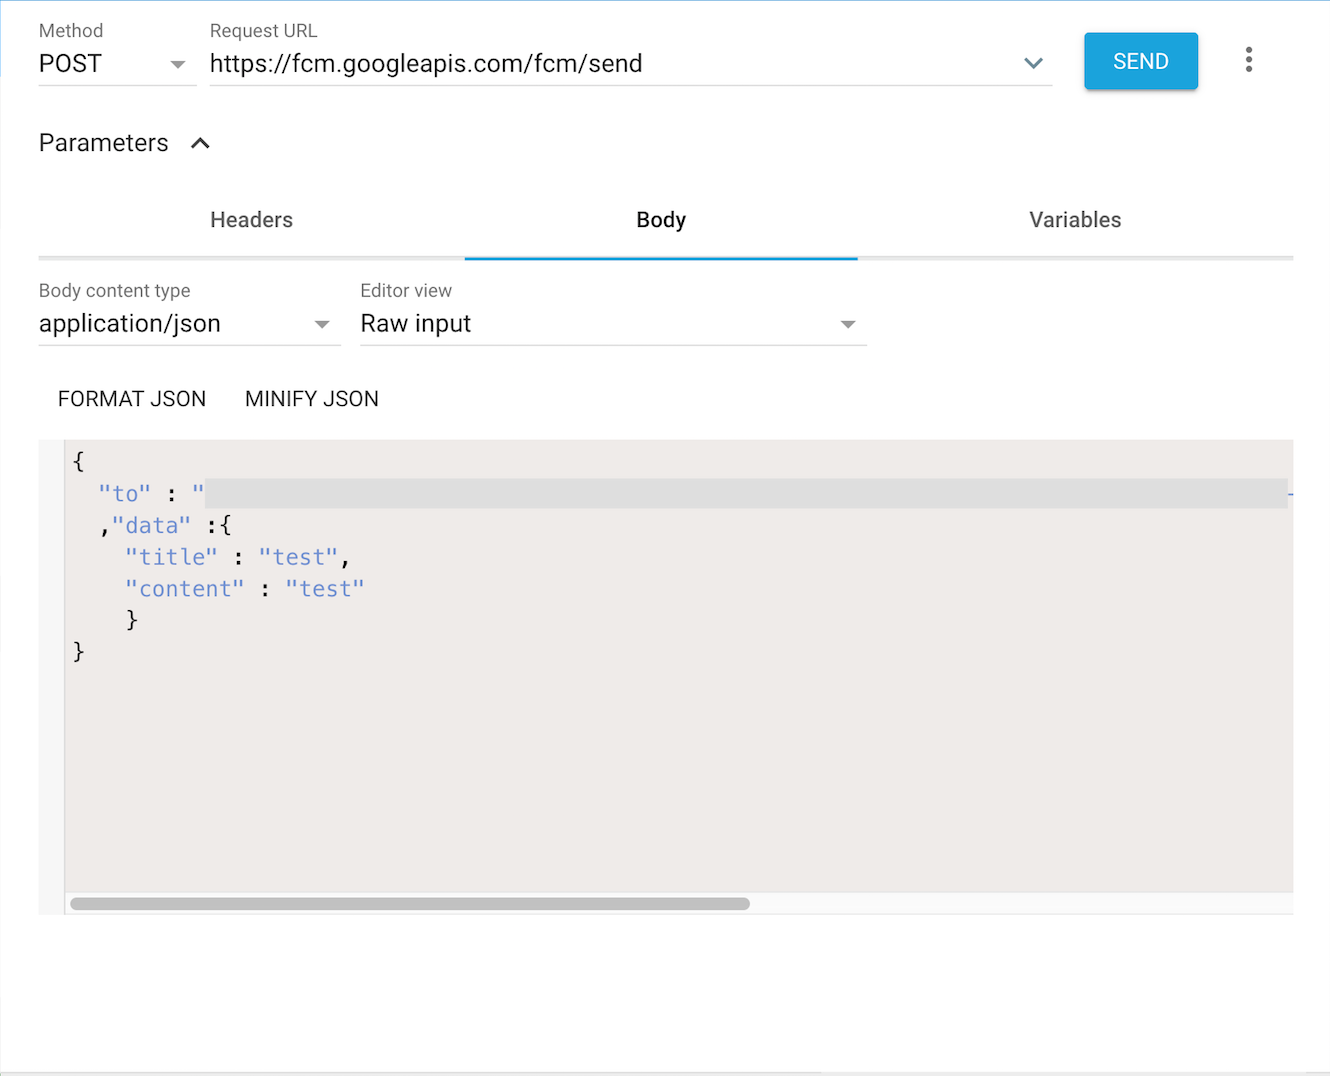 Method
Request URL
POST
https://fcm.googleapis.com/fcm/send
SEND
Parameters
Headers
Body
Variables
Body content type
Editor view
application/json
Raw input
FORMAT JSON
MINIFY JSON
{
"to" : "
,"data" :{
"title" : "test",
"content" : "test"
}
}